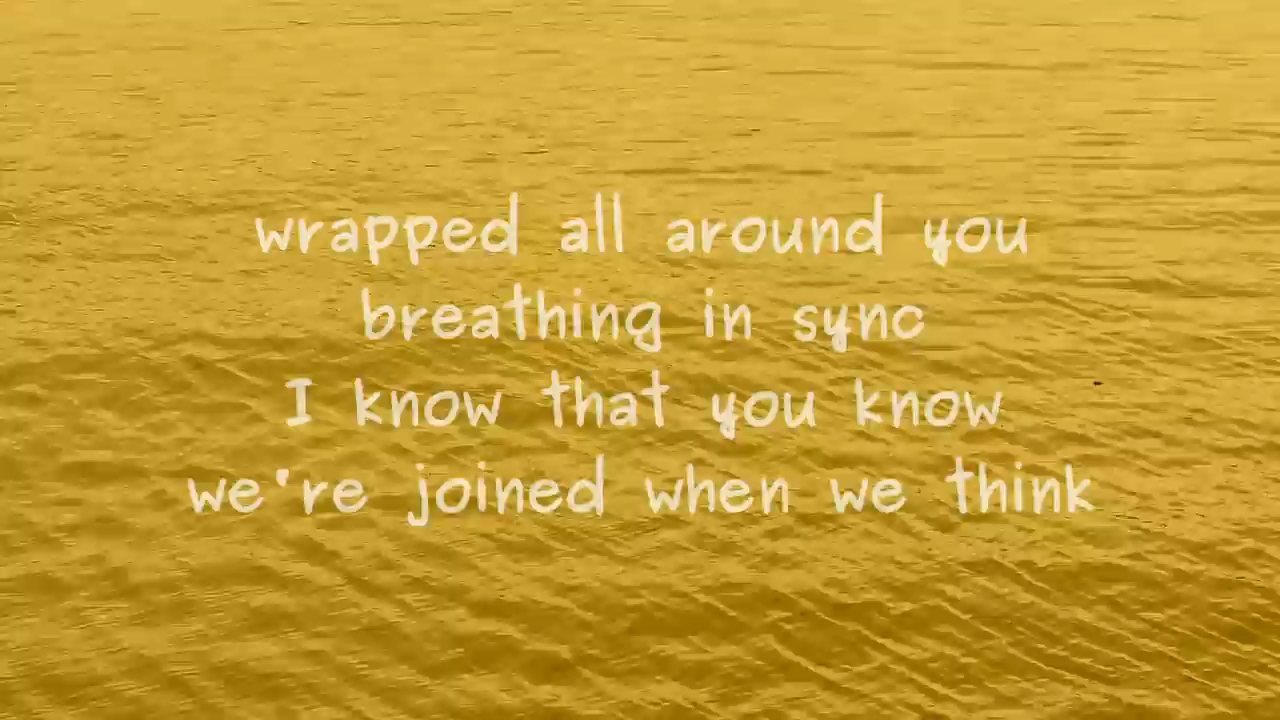 wrapped all around you
breathing in sync
I know that you know
we're joined when we think